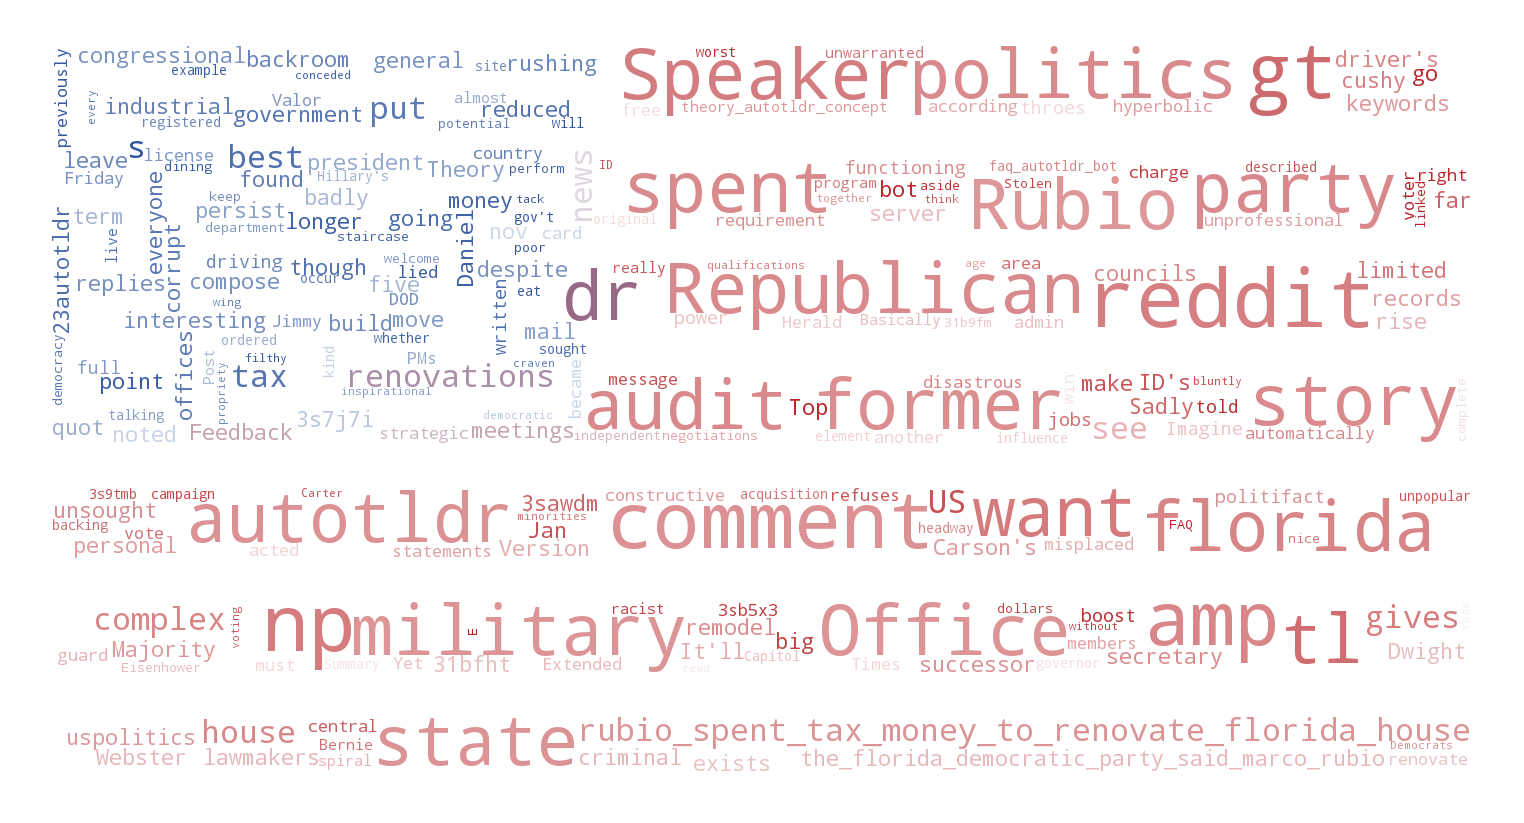 previously congressional backroom general site rushing
example conceded
every industrial Valor government put almost reduced
registered potential will
s license best president Theory country
leave dining found Hillary's perform
Friday keep badly money tack
term persist longer going Daniel gov't
everyone department staircase nov card
live corrupt poor
23autotldr driving though welcome lied despite
replies compose occur five eat
wing DOD written
interesting Jimmy build move mail
ordered whether sought
democracy full offices Post filthy kind PMs craven
point propriety tax renovations
inspirational became
quot talking 3s7j7i democratic
noted Feedback strategic meetings
news
Speaker worst politics unwarranted gt driver's
cushy go
free theory_autotldr_concept according throes hyperbolic keywords
ID spent functioning faq_autotldr_bot charge party described right
program bot aside Rubio Stolen voter linked far
together think
original requirement server unprofessional
dr really Republican qualifications age area councils reddit limited
records
power Herald Basically 31b9fm admin rise
audit message former disastrous win make ID's bluntly story
Top jobs Sadly told complete
independent negotiations element another influence see Imagine automatically
3s9tmb campaign Carter 3sawdm constructive acquisition refuses US want politifact unpopular
unsought autotldr minorities comment florida
backing vote Jan headway FAQ nice
personal acted statements Version Carson's misplaced
complex voting np military racist 3sb5x3 Office dollars boost amp tl gives room
E remodel big without
Majority It'll members
guard Eisenhower must Summary Yet 31bfht Extended read Capitol Times successor governor secretary Dwight
uspolitics house central state rubio_spent_tax_money_to_renovate_florida_house
Bernie Democrats
Webster lawmakers spiral criminal exists the_florida_democratic_party_said_marco_rubio renovate